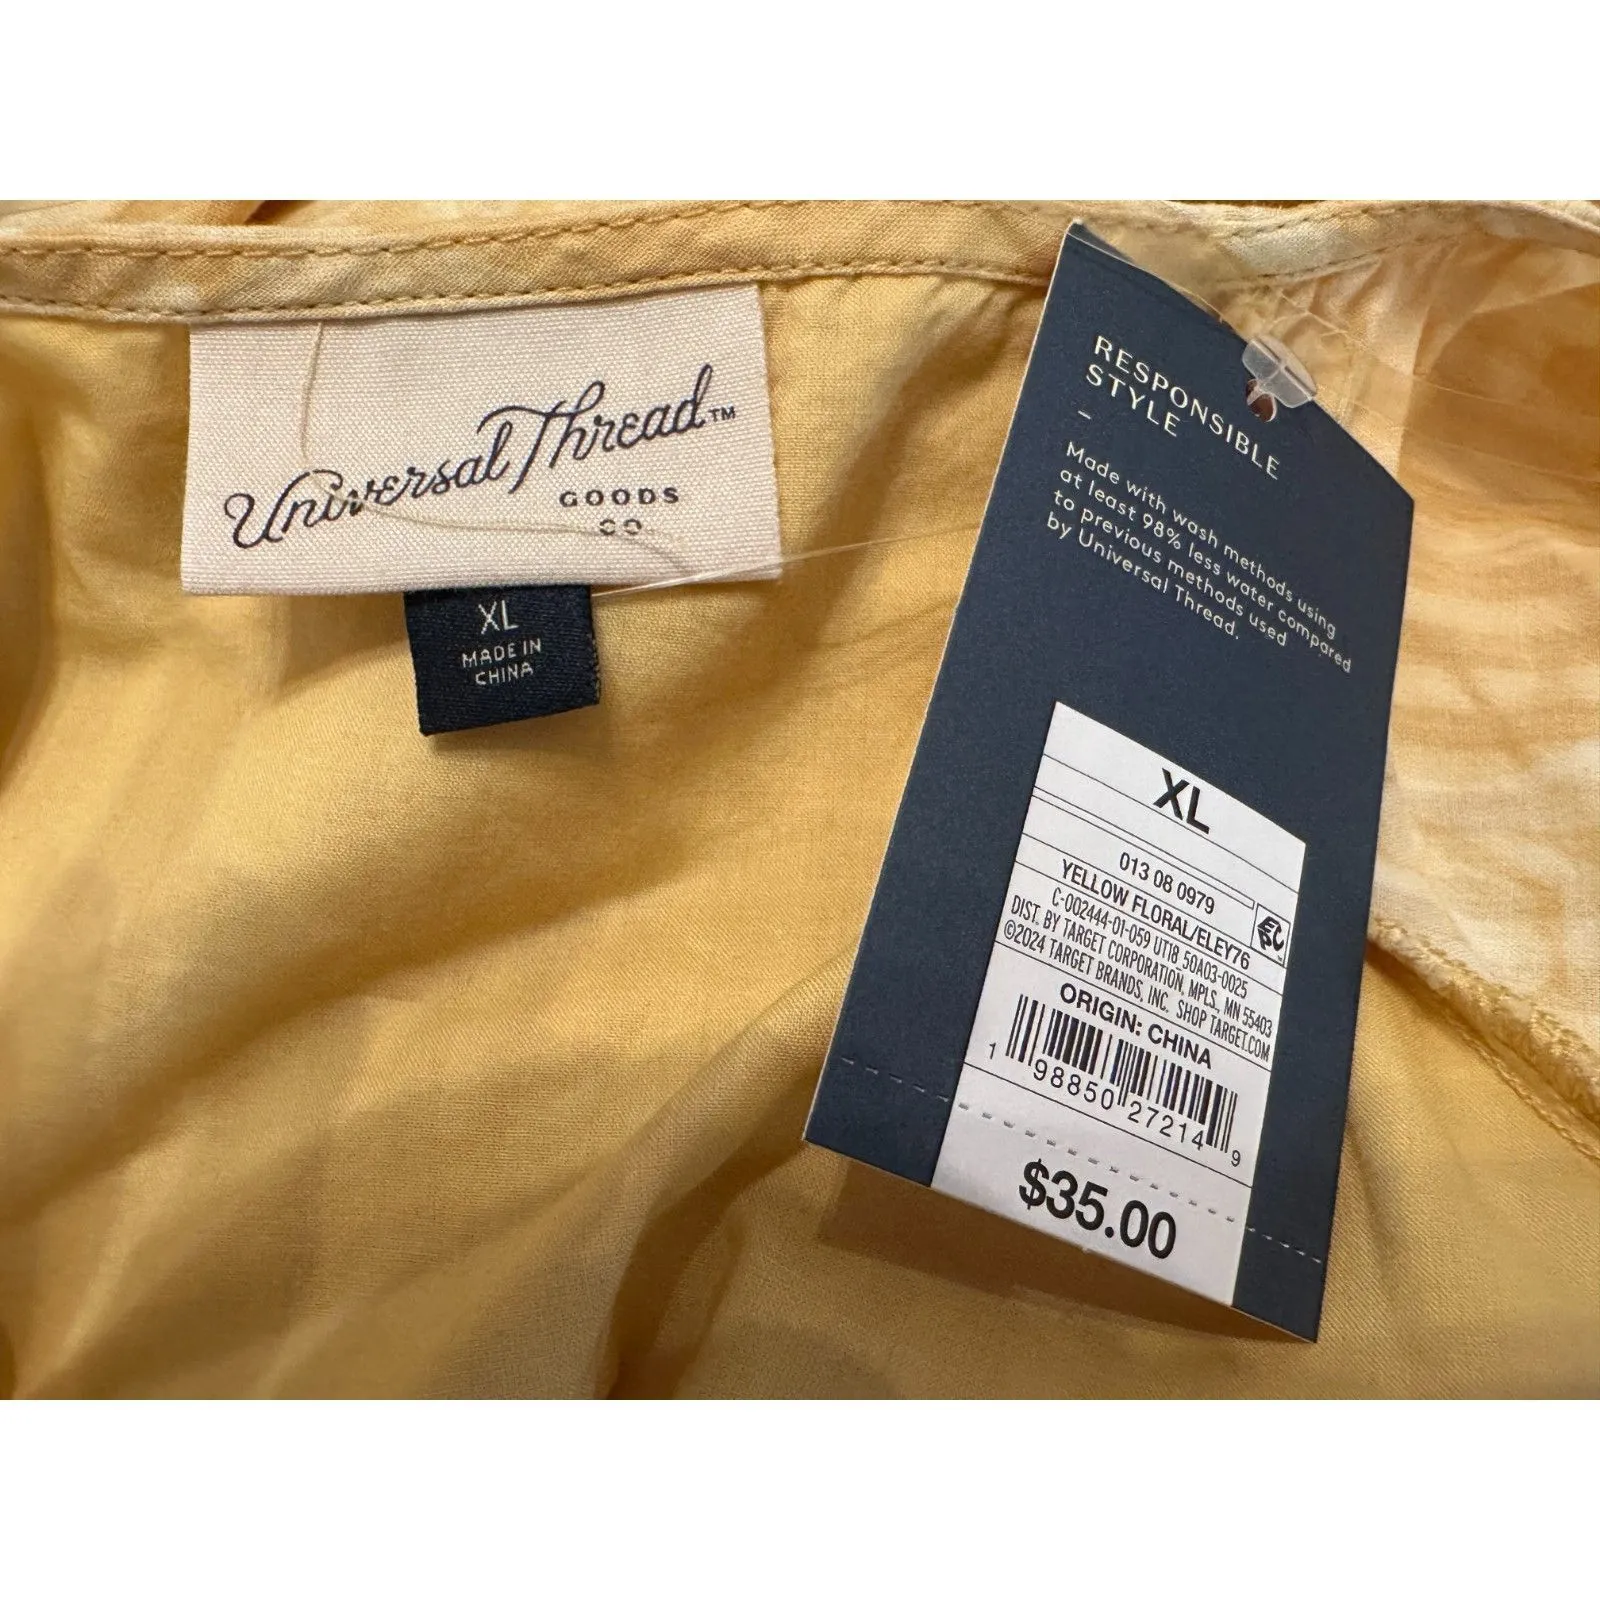 Universal Thread™
GOODS
CO.
XL
MADE IN
CHINA
RESPONSIBLE
STYLE
–
Made with wash methods using
at least 98% less water compared
to previous methods used
by Universal Thread.
XL
013 08 0979
YELLOW FLORAL/ELEY76
C-002444-01-059 UT18 50A03-0025
DIST. BY TARGET CORPORATION, MPLS, MN 55403
©2024 TARGET BRANDS, INC. SHOP TARGET.COM
ORIGIN: CHINA
1 98850 27214 9
$35.00